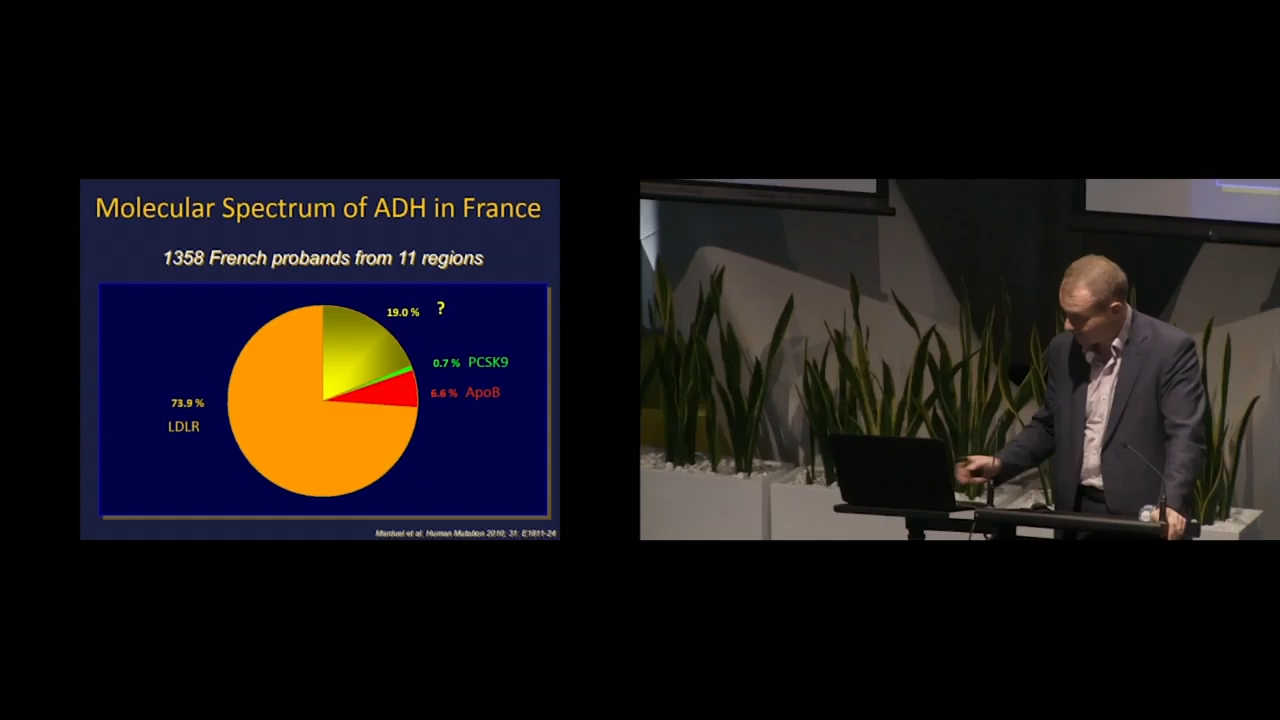 Molecular Spectrum of ADH in France
1358 French probands from 11 regions
19.0 % ?
0.7 % PCSK9
6.6 % ApoB
73.9 %
LDLR
et al. Human Mutation 2010; 31: E1811-24